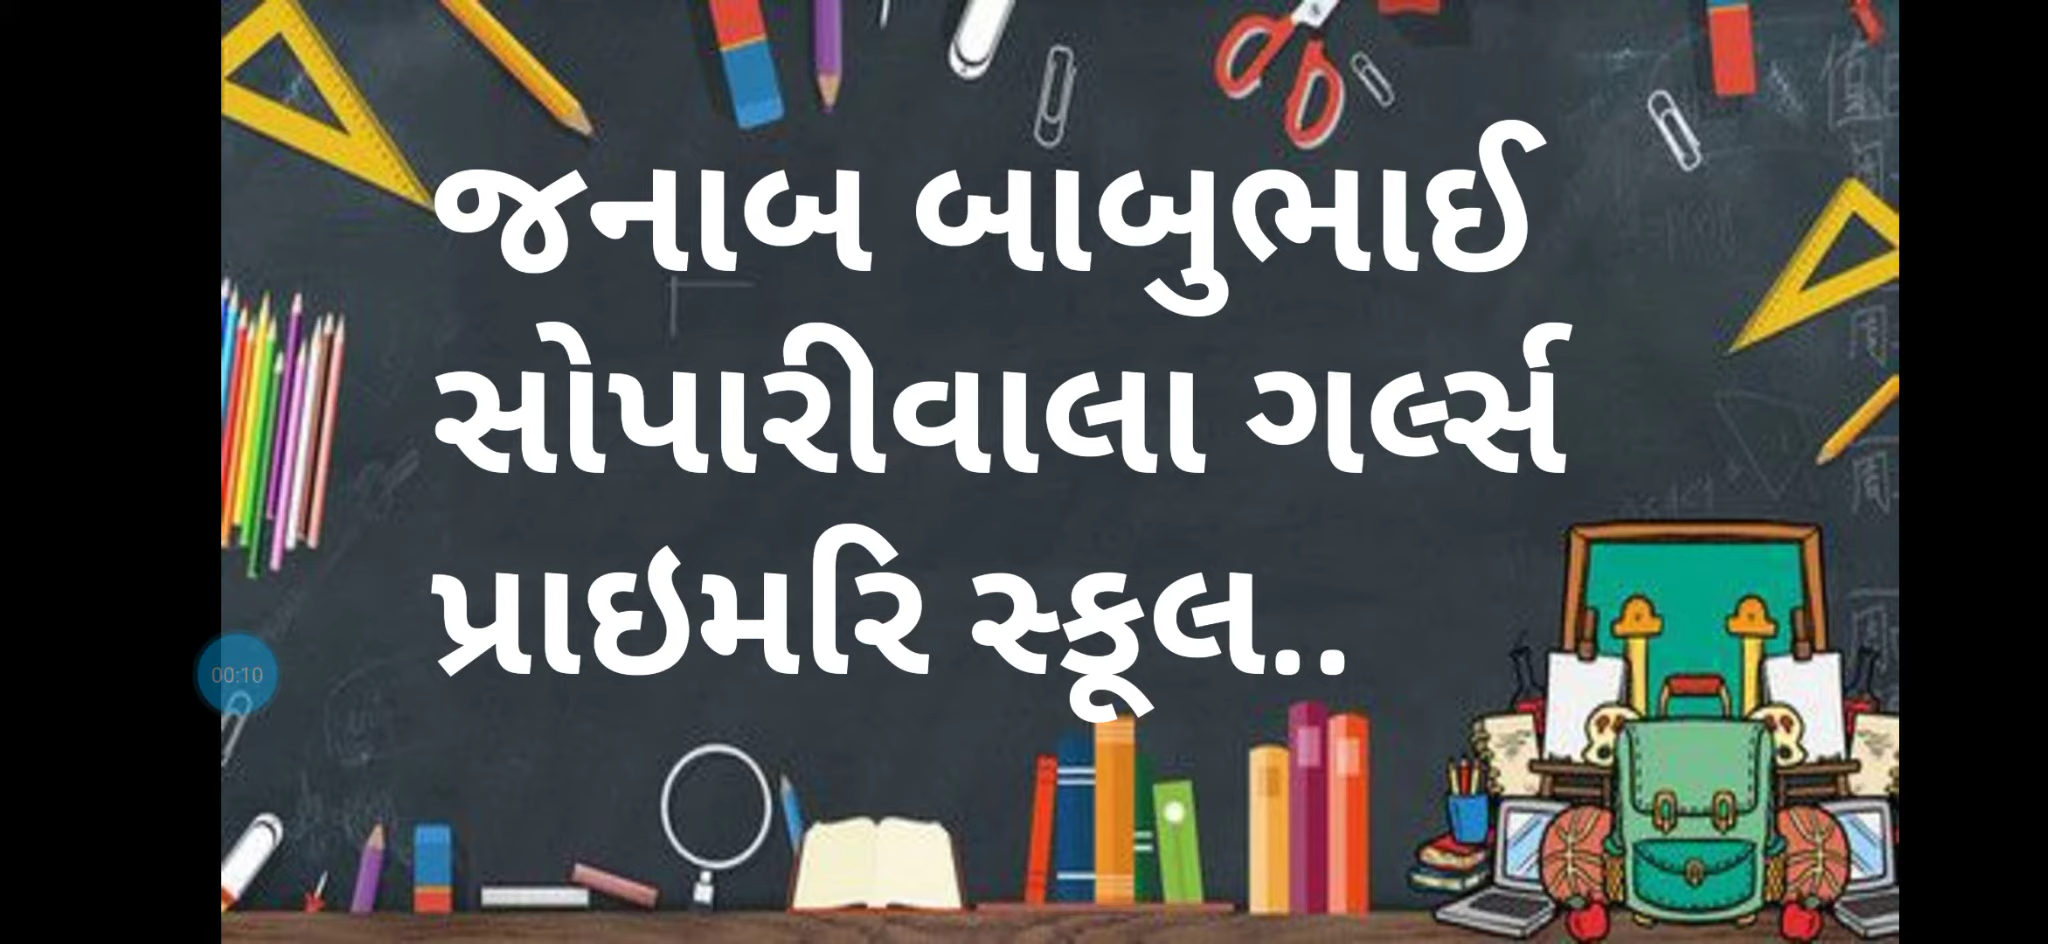 જનાબ બાબુભાઈ
સોપારીવાલા ગર્લ્સ
પ્રાઇમરિ સ્કૂલ..
00:10